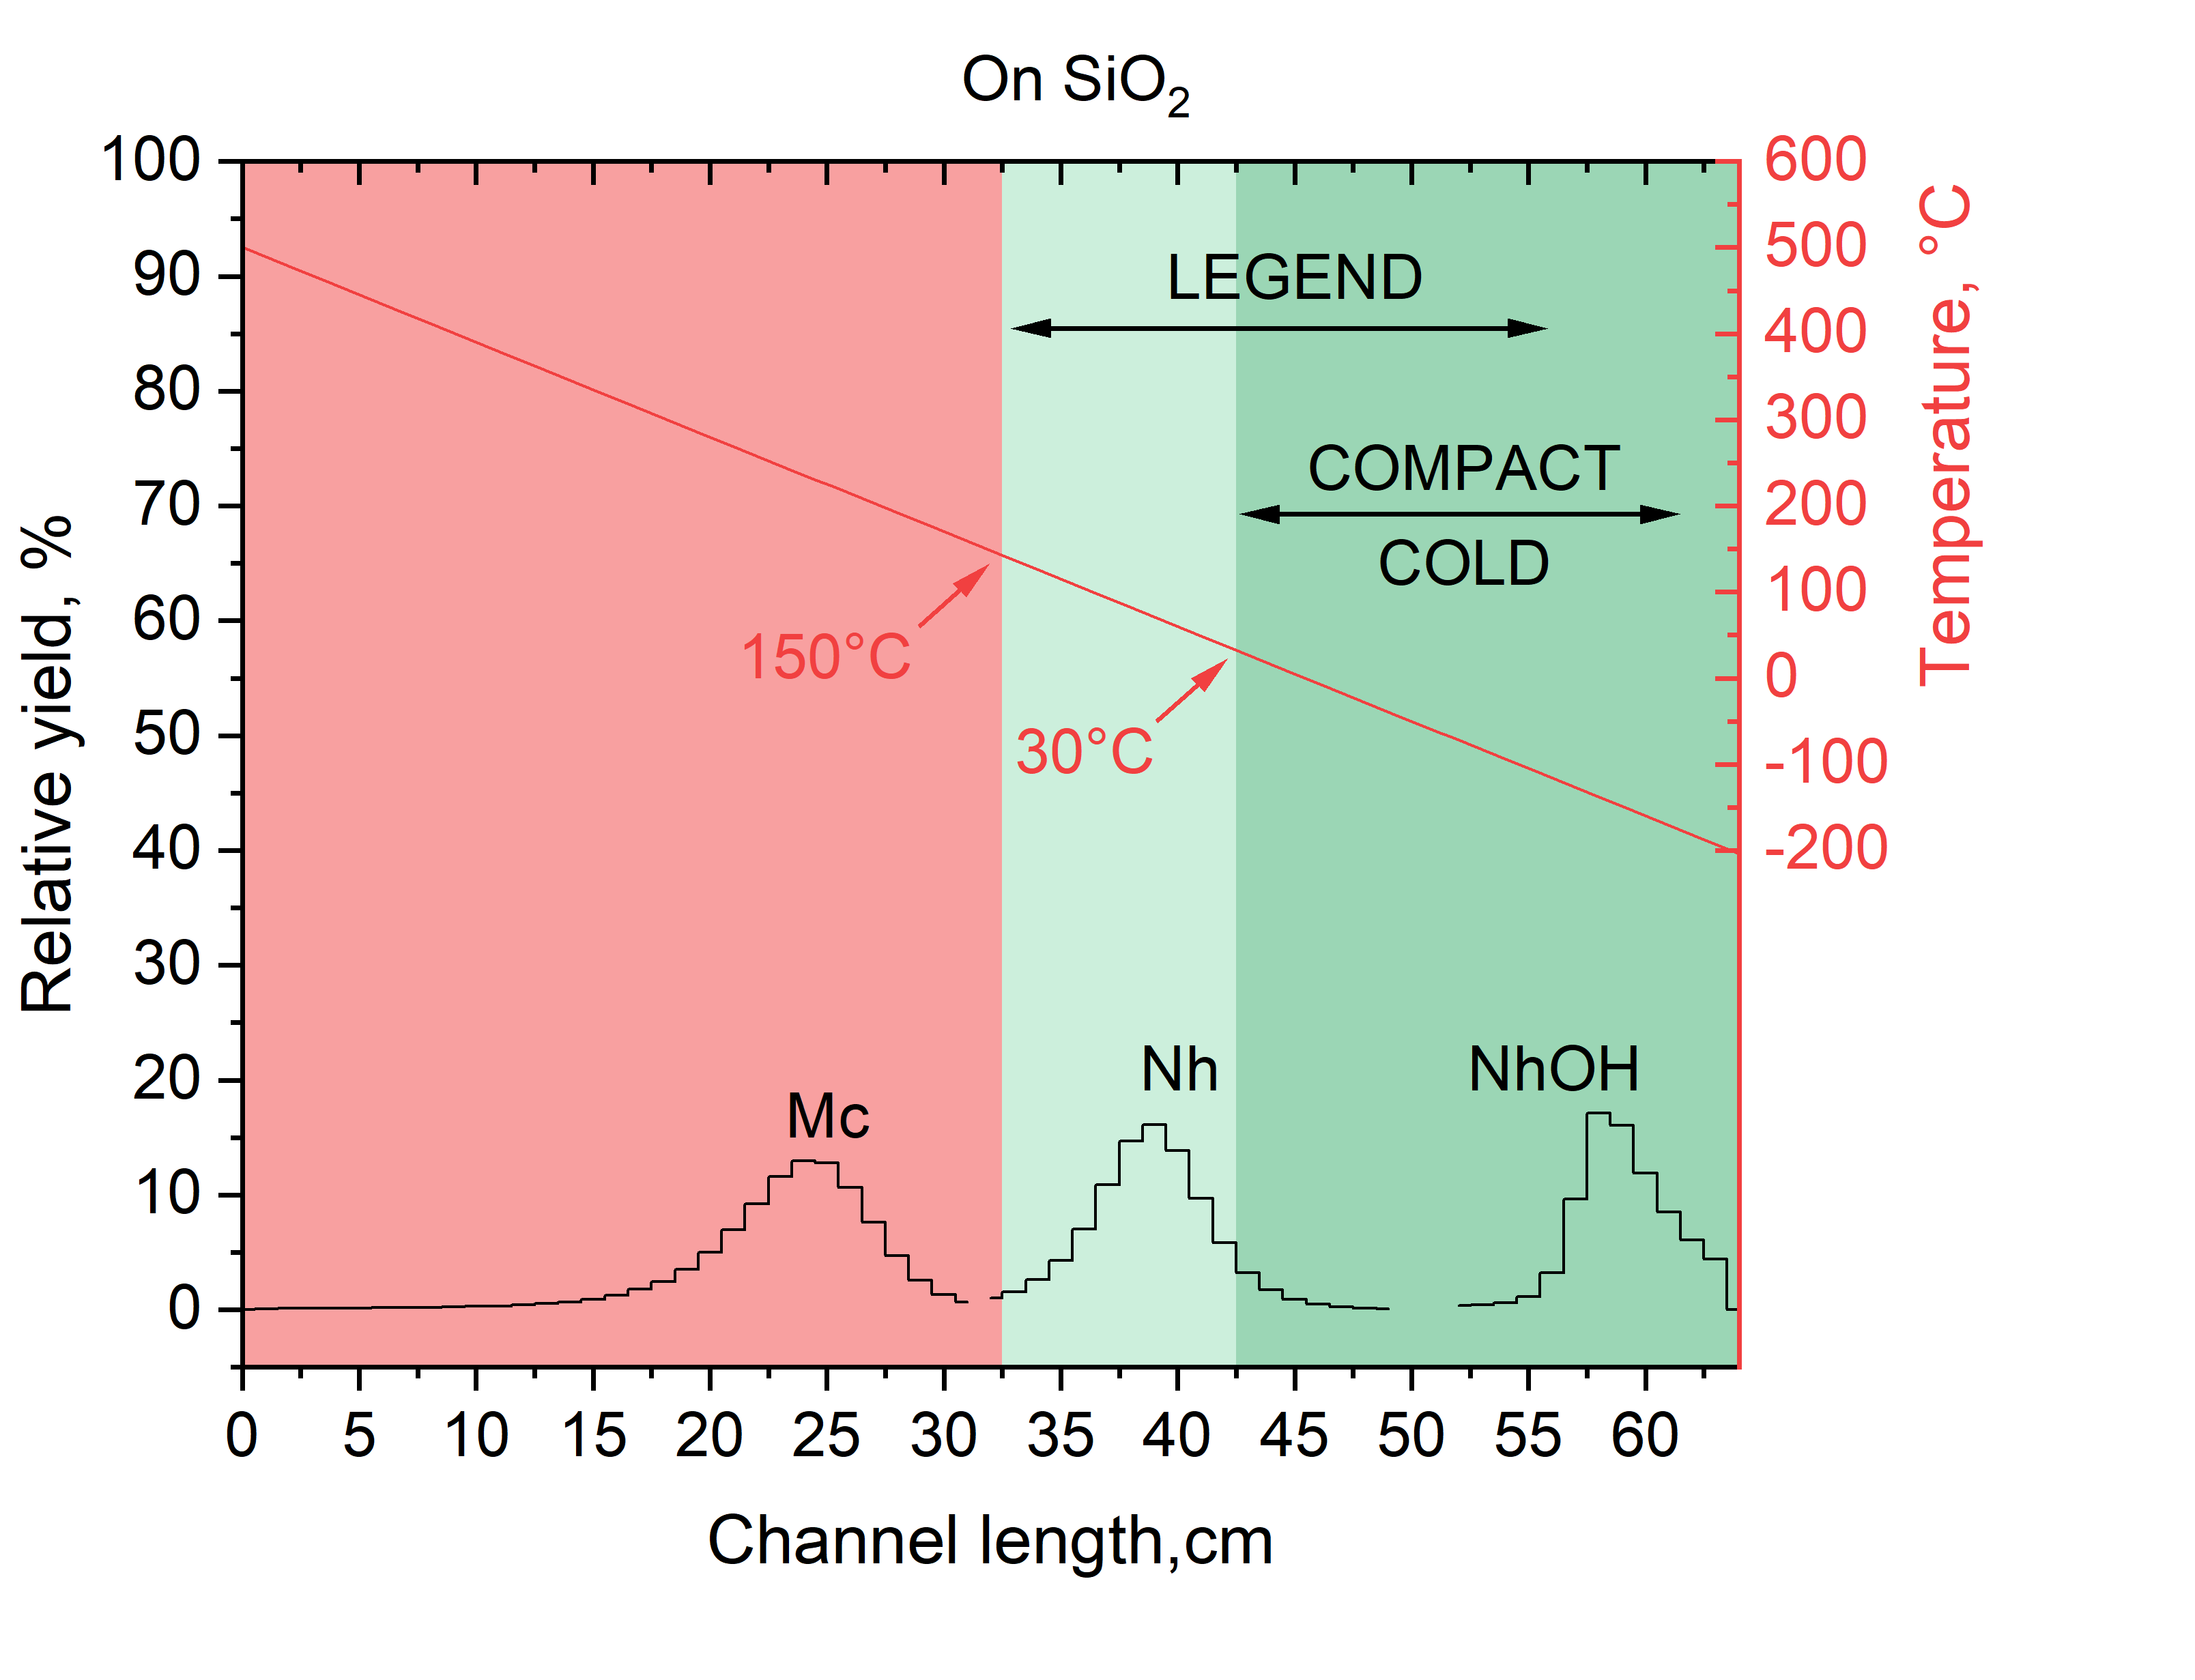 On SiO₂
100
90
80
70
60
50
40
30
20
10
0
Relative yield, %
600
500
400
300
200
100
0
-100
-200
Temperature, °C
LEGEND
COMPACT
COLD
150°C
30°C
Mc
Nh
NhOH
0 5 10 15 20 25 30 35 40 45 50 55 60
Channel length,cm